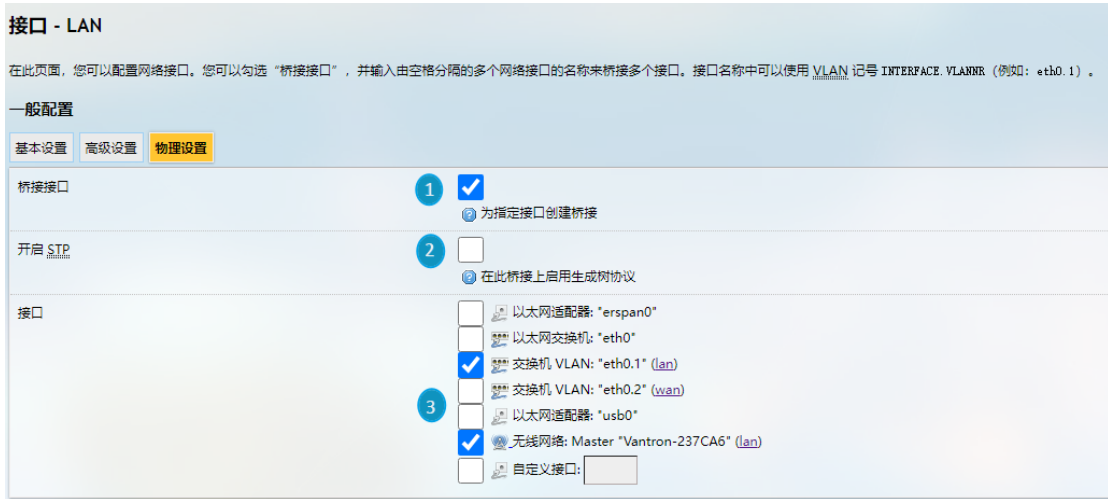 接口 - LAN
在此页面，您可以配置网络接口。您可以勾选“桥接接口”，并输入由空格分隔的多个网络接口的名称来桥接多个接口。接口名称中可以使用 VLAN 记号 INTERFACE.VLANNR（例如：eth0.1）。
一般配置
基本设置 高级设置 物理设置
桥接接口 1
为指定接口创建桥接
开启 STP 2
在此桥接上启用生成树协议
接口 以太网适配器: "erspan0"
以太网交换机: "eth0"
交换机 VLAN: "eth0.1" (lan)
交换机 VLAN: "eth0.2" (wan)
3 以太网适配器: "usb0"
无线网络: Master "Vantron-237CA6" (lan)
自定义接口: